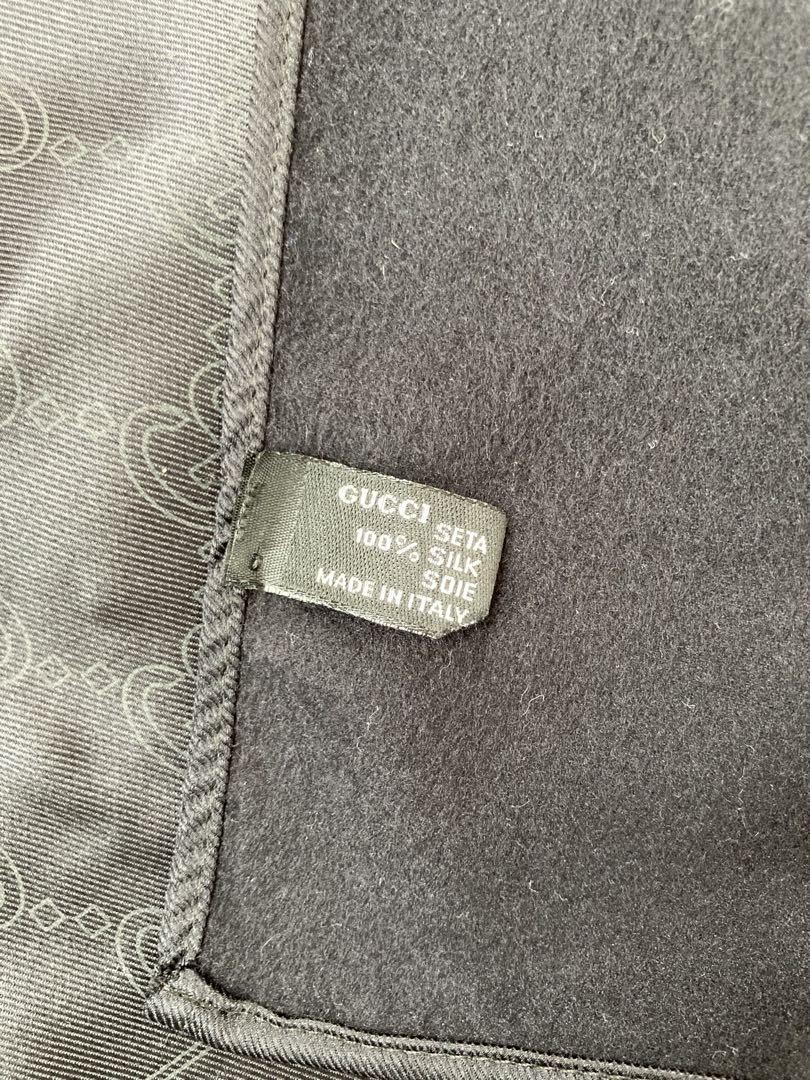 GUCCI SETA
100% SILK
SOIE
MADE IN ITALY